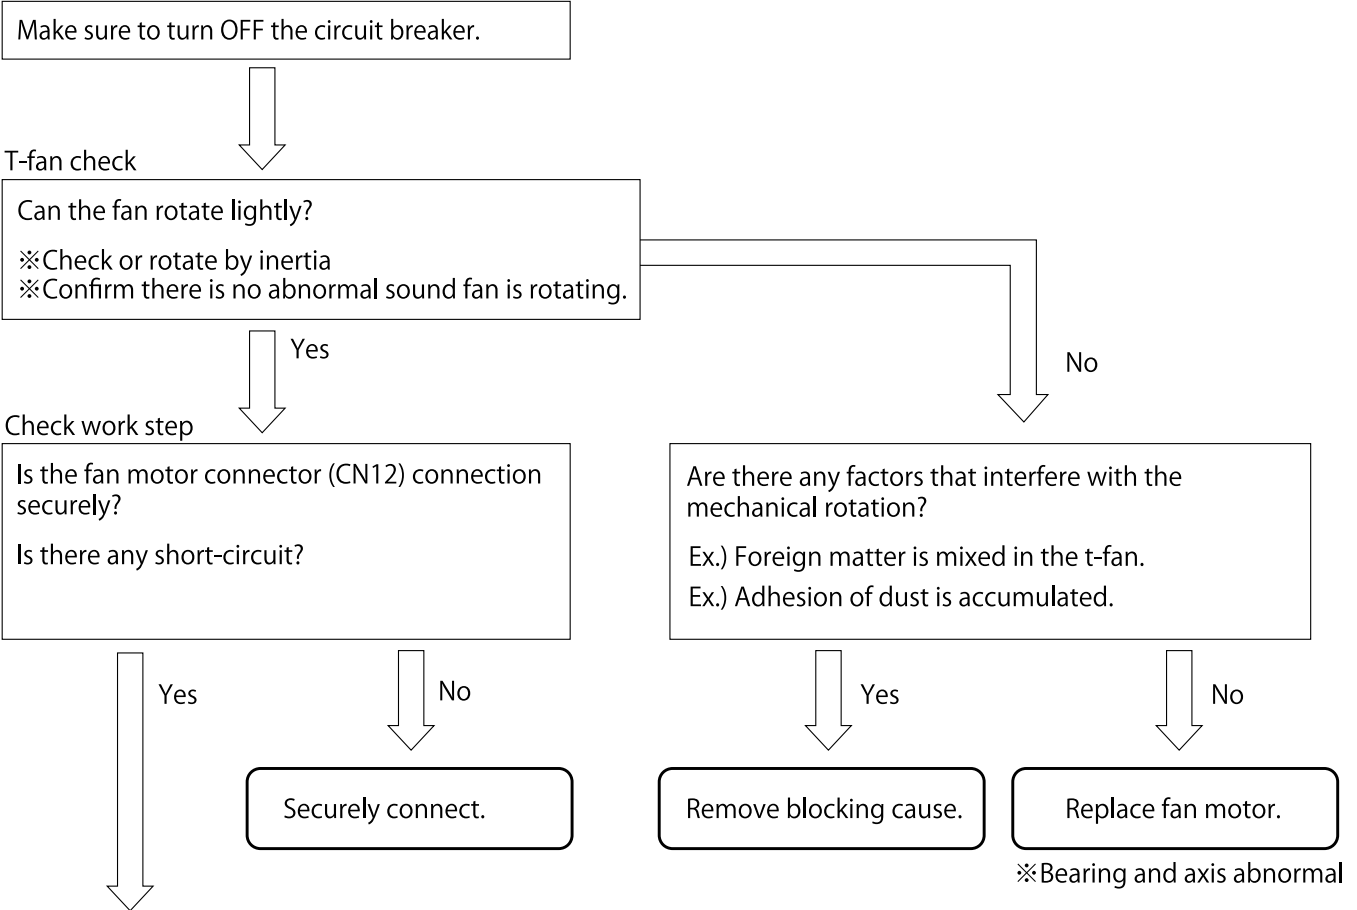 Make sure to turn OFF the circuit breaker.
T-fan check
Can the fan rotate lightly?
※Check or rotate by inertia
※Confirm there is no abnormal sound fan is rotating.
Yes
No
Check work step
Is the fan motor connector (CN12) connection
securely?
Is there any short-circuit?
Are there any factors that interfere with the
mechanical rotation?
Ex.) Foreign matter is mixed in the t-fan.
Ex.) Adhesion of dust is accumulated.
Yes
No
Yes
No
Securely connect.
Remove blocking cause.
Replace fan motor.
※Bearing and axis abnormal